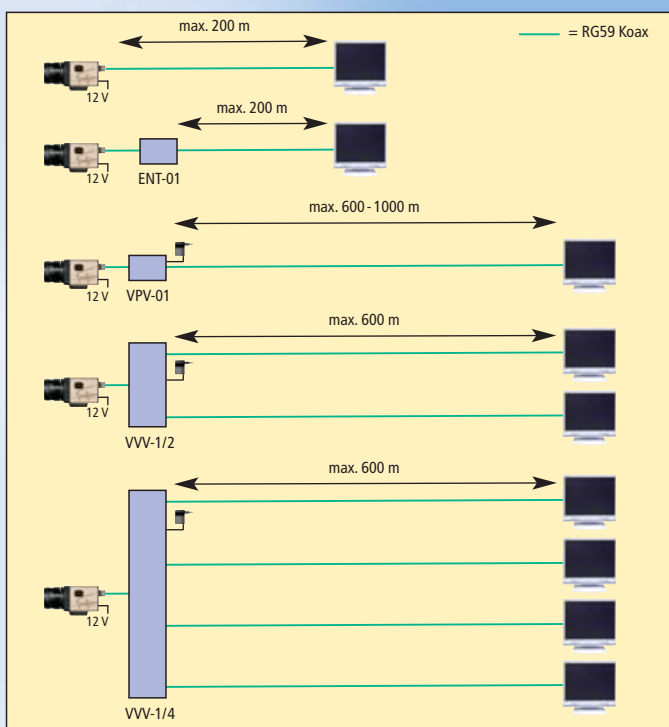 max. 200 m
= RG59 Koax
12 V
max. 200 m
12 V
ENT-01
max. 600 - 1000 m
12 V
VPV-01
max. 600 m
12 V
VVV-1/2
max. 600 m
12 V
VVV-1/4